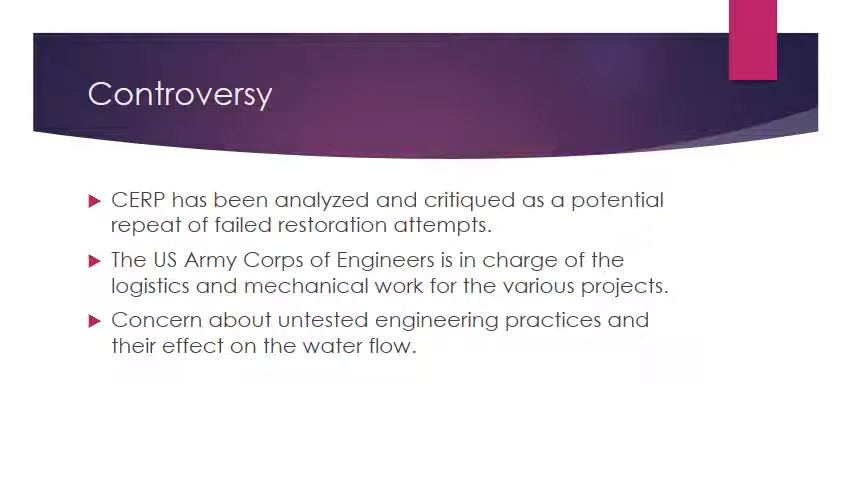 Controversy
CERP has been analyzed and critiqued as a potential
repeat of failed restoration attempts.
The US Army Corps of Engineers is in charge of the
logistics and mechanical work for the various projects.
Concern about untested engineering practices and
their effect on the water flow.